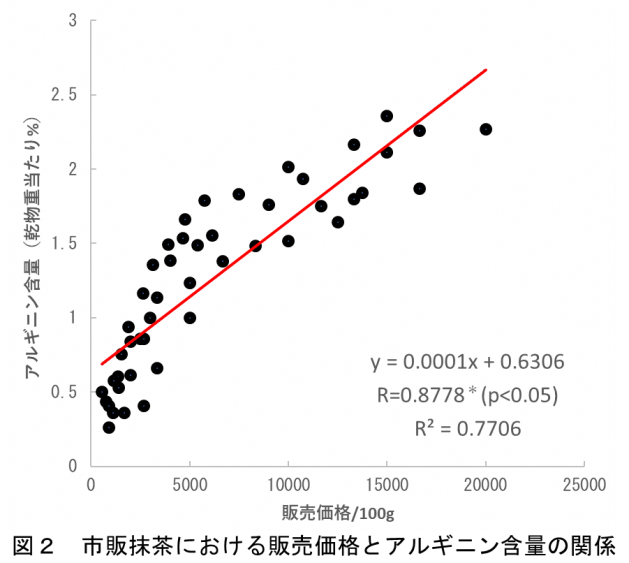 3
2.5
2
1.5
1
0.5
0
アルギニン含量（乾物重当たり%）
y = 0.0001x + 0.6306
R=0.8778＊(p<0.05)
R² = 0.7706
0 5000 10000 15000 20000 25000
販売価格/100g
図２　市販抹茶における販売価格とアルギニン含量の関係